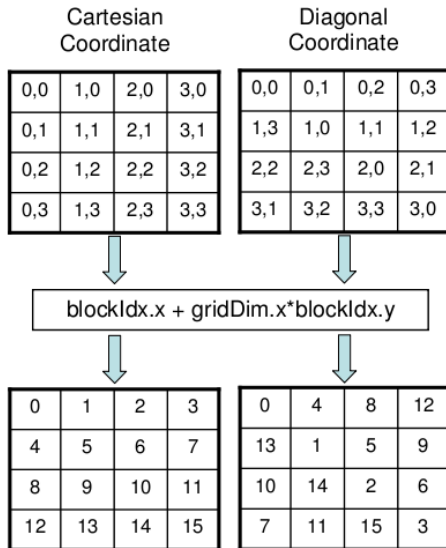 Cartesian Coordinate
Diagonal Coordinate
0,0 1,0 2,0 3,0
0,1 1,1 2,1 3,1
0,2 1,2 2,2 3,2
0,3 1,3 2,3 3,3
0,0 0,1 0,2 0,3
1,3 1,0 1,1 1,2
2,2 2,3 2,0 2,1
3,1 3,2 3,3 3,0
blockIdx.x + gridDim.x*blockIdx.y
0 1 2 3
4 5 6 7
8 9 10 11
12 13 14 15
0 4 8 12
13 1 5 9
10 14 2 6
7 11 15 3